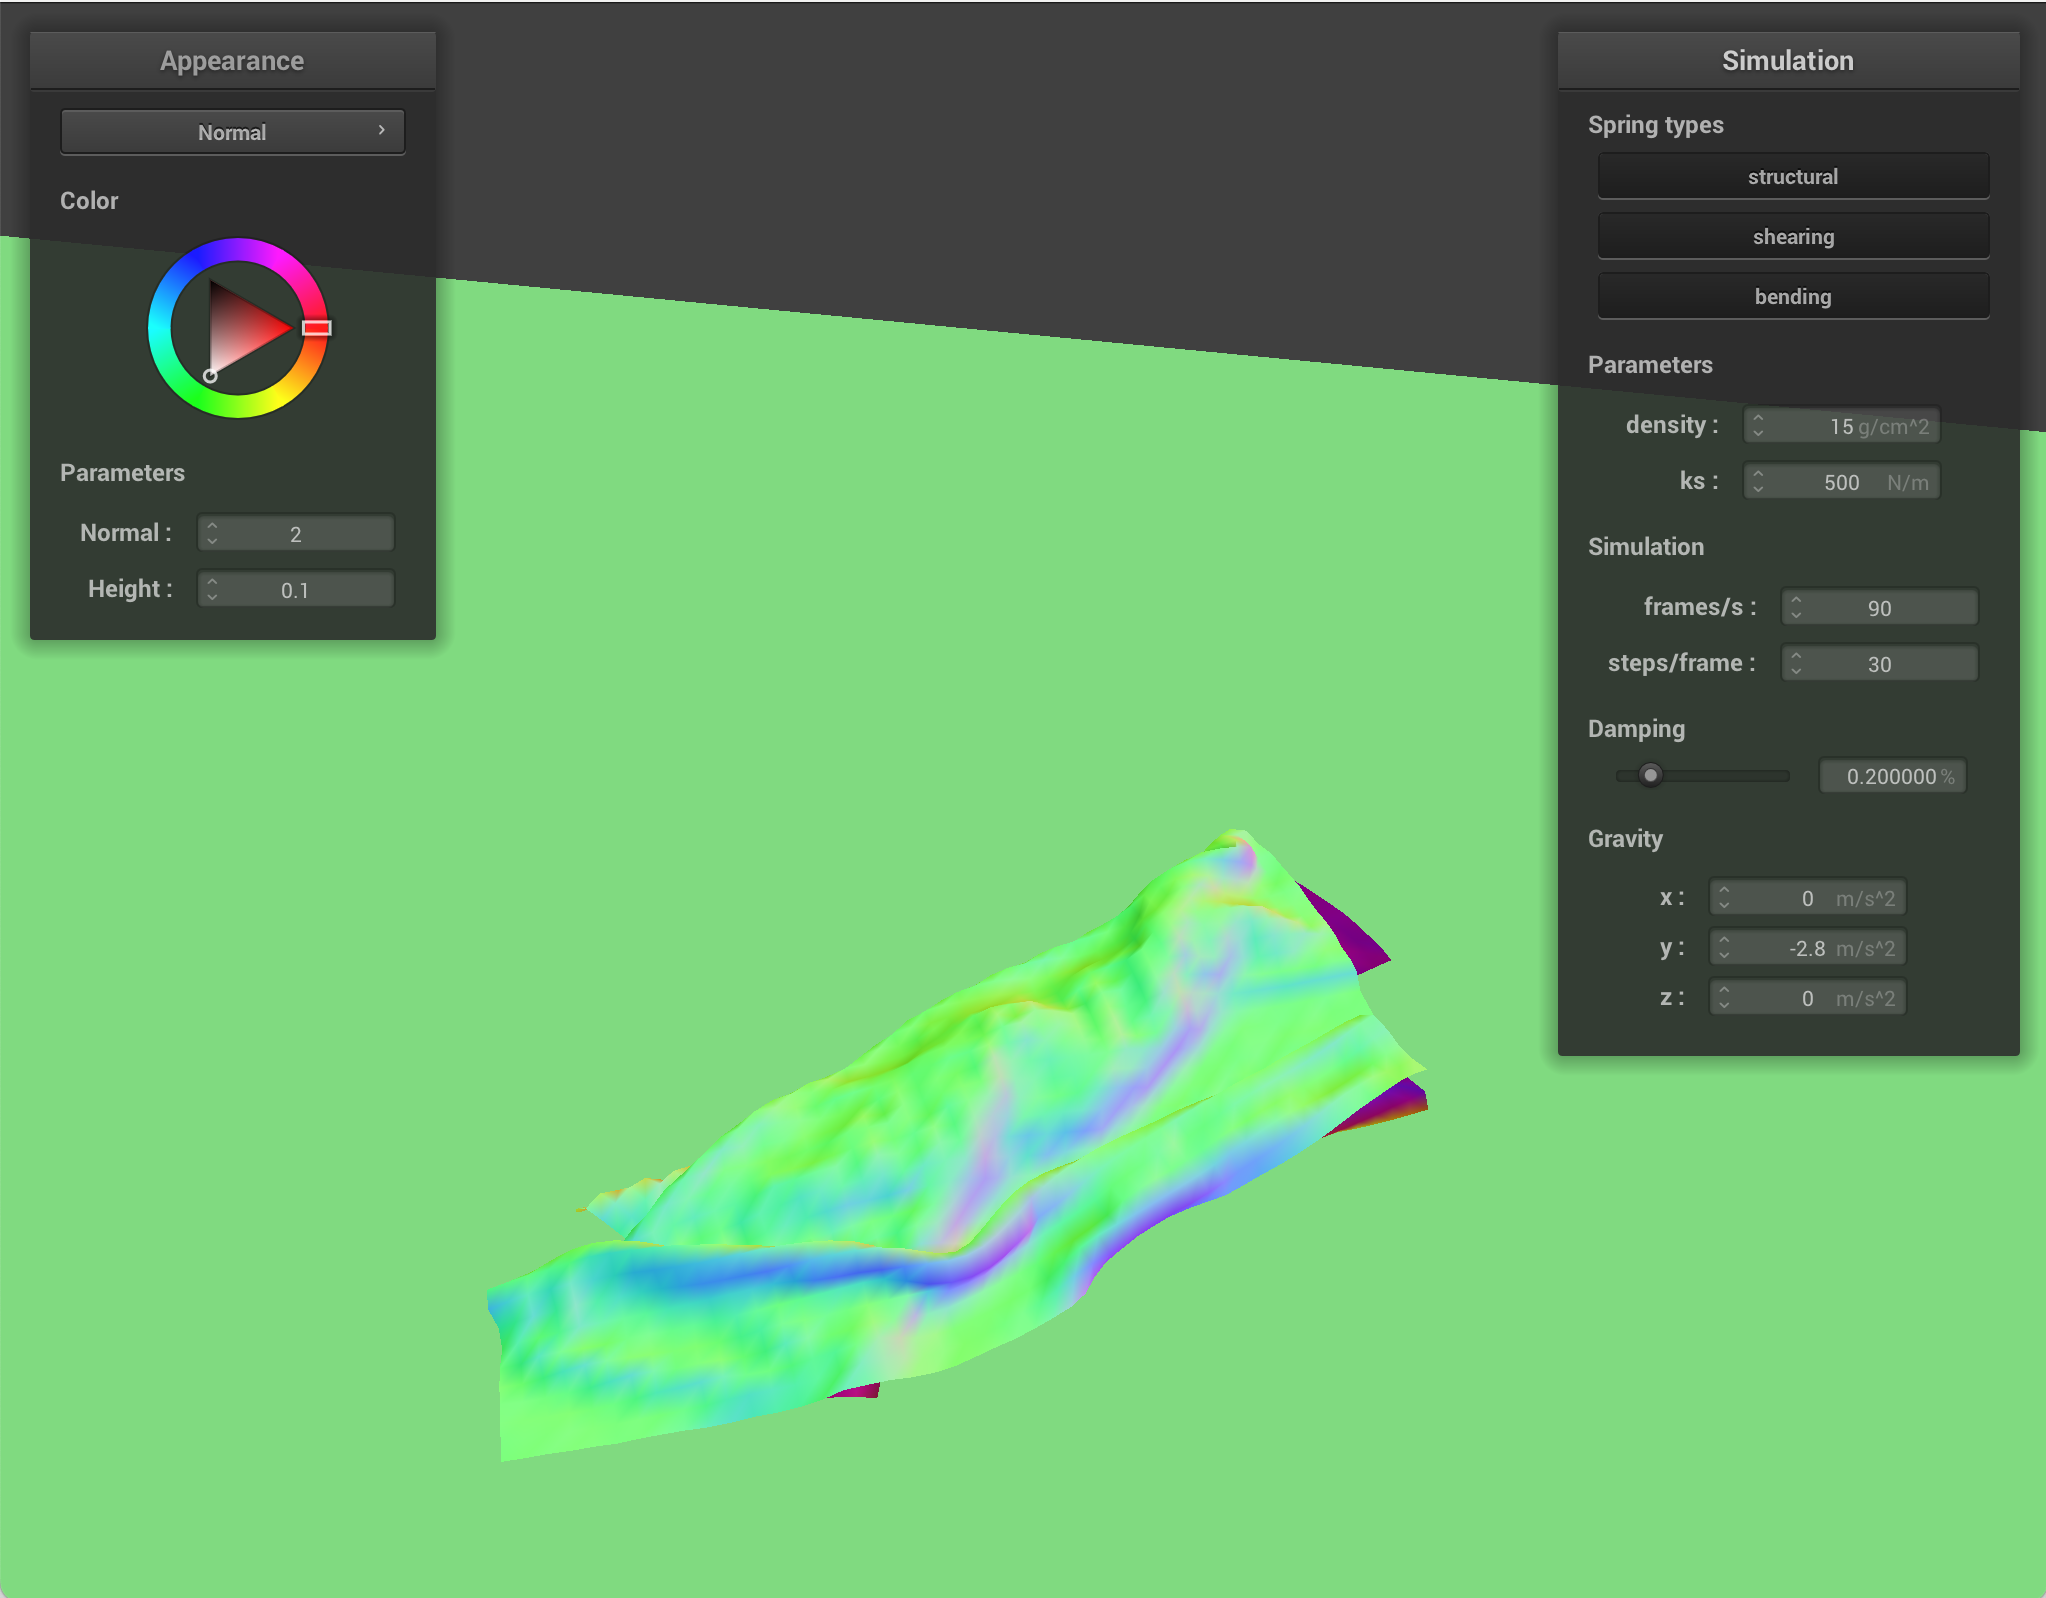 Appearance
Normal
Color
Parameters
Normal : 2
Height : 0.1
Simulation
Spring types
structural
shearing
bending
Parameters
density : 15 g/cm^2
ks : 500 N/m
Simulation
frames/s : 90
steps/frame : 30
Damping
0.200000 %
Gravity
x : 0 m/s^2
y : -2.8 m/s^2
z : 0 m/s^2